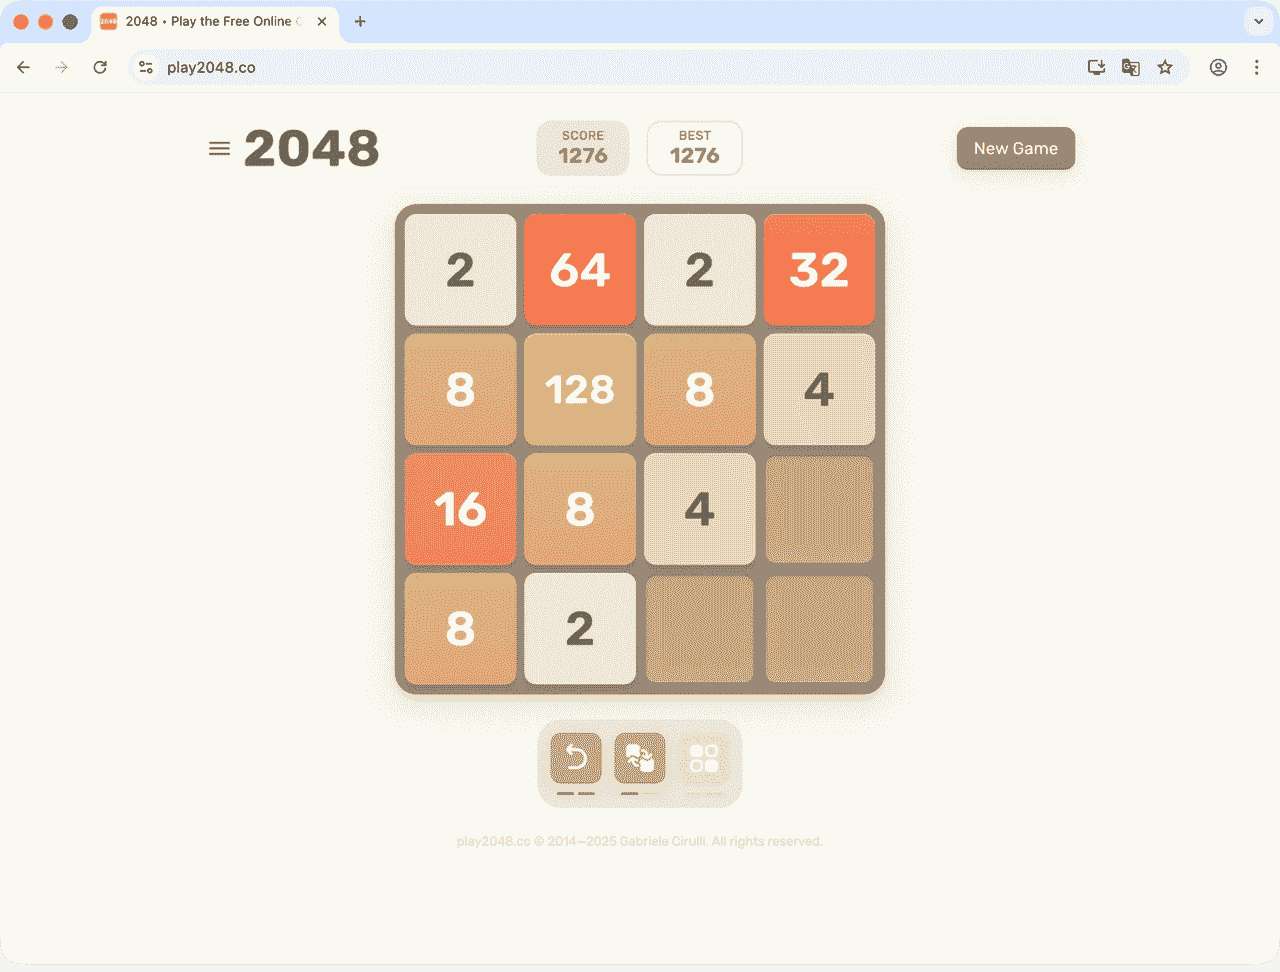 2048 • Play the Free Online
play2048.co
2048
SCORE
1276
BEST
1276
New Game
2 64 2 32
8 128 8 4
16 8 4
8 2
play2048.co © 2014—2025 Gabriele Cirulli. All rights reserved.